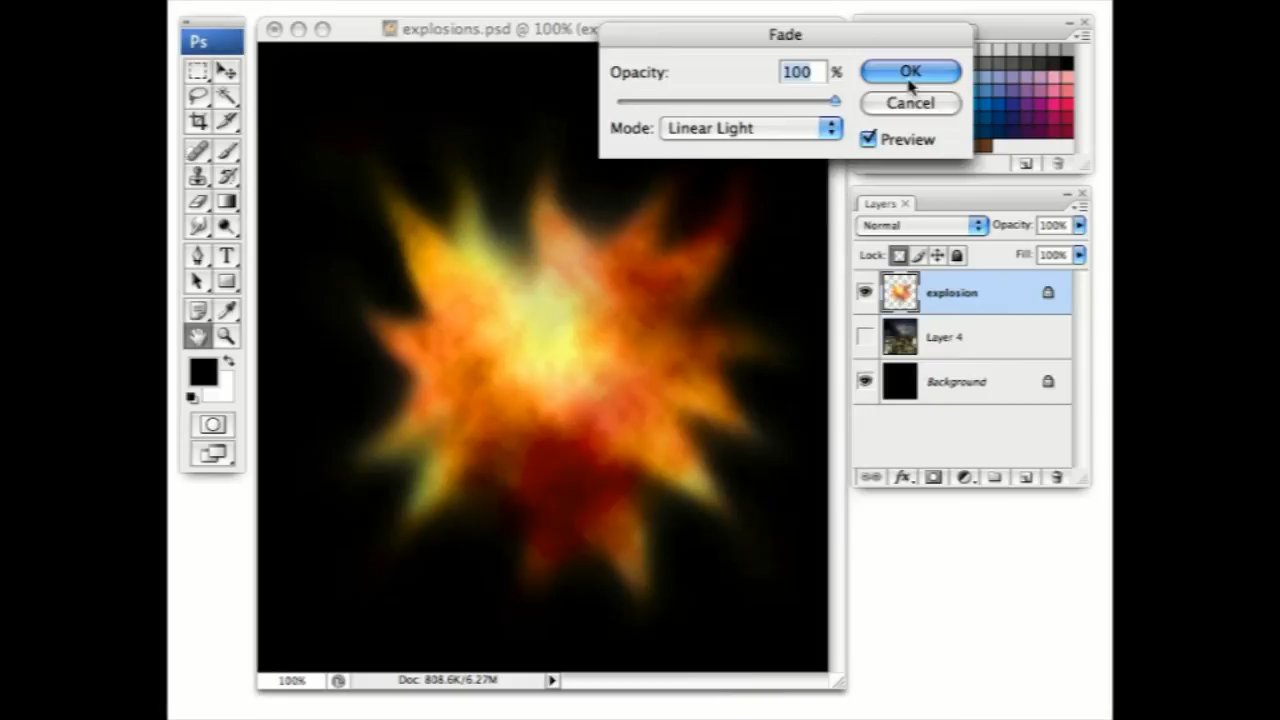 Ps
explosions.psd @ 100% (ex
Fade
Opacity:
100
%
OK
Cancel
Mode:
Linear Light
Preview
Layers
Normal
Opacity:
100%
Lock:
Fill:
100%
explosion
Layer 4
Background
T
fx.
100%
Doc: 808.6K/6.27M